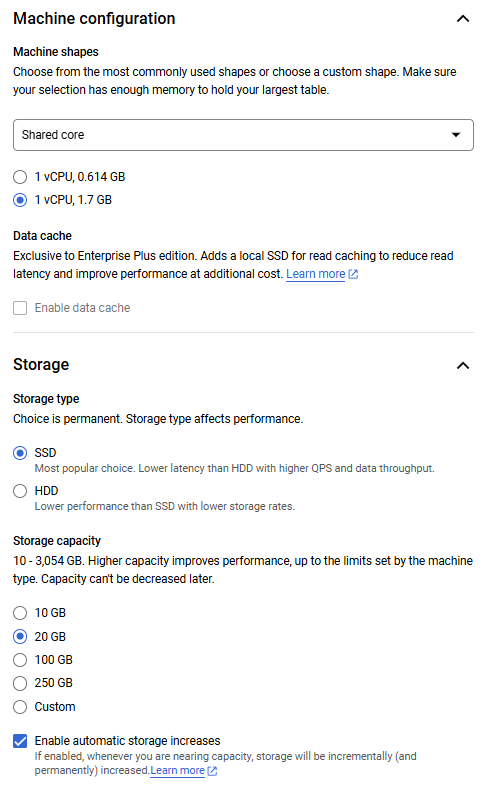 Machine configuration
Machine shapes
Choose from the most commonly used shapes or choose a custom shape. Make sure
your selection has enough memory to hold your largest table.
Shared core
1 vCPU, 0.614 GB
1 vCPU, 1.7 GB
Data cache
Exclusive to Enterprise Plus edition. Adds a local SSD for read caching to reduce read
latency and improve performance at additional cost. Learn more
Enable data cache
Storage
Storage type
Choice is permanent. Storage type affects performance.
SSD
Most popular choice. Lower latency than HDD with higher QPS and data throughput.
HDD
Lower performance than SSD with lower storage rates.
Storage capacity
10 - 3,054 GB. Higher capacity improves performance, up to the limits set by the machine
type. Capacity can't be decreased later.
10 GB
20 GB
100 GB
250 GB
Custom
Enable automatic storage increases
If enabled, whenever you are nearing capacity, storage will be incrementally (and
permanently) increased.Learn more